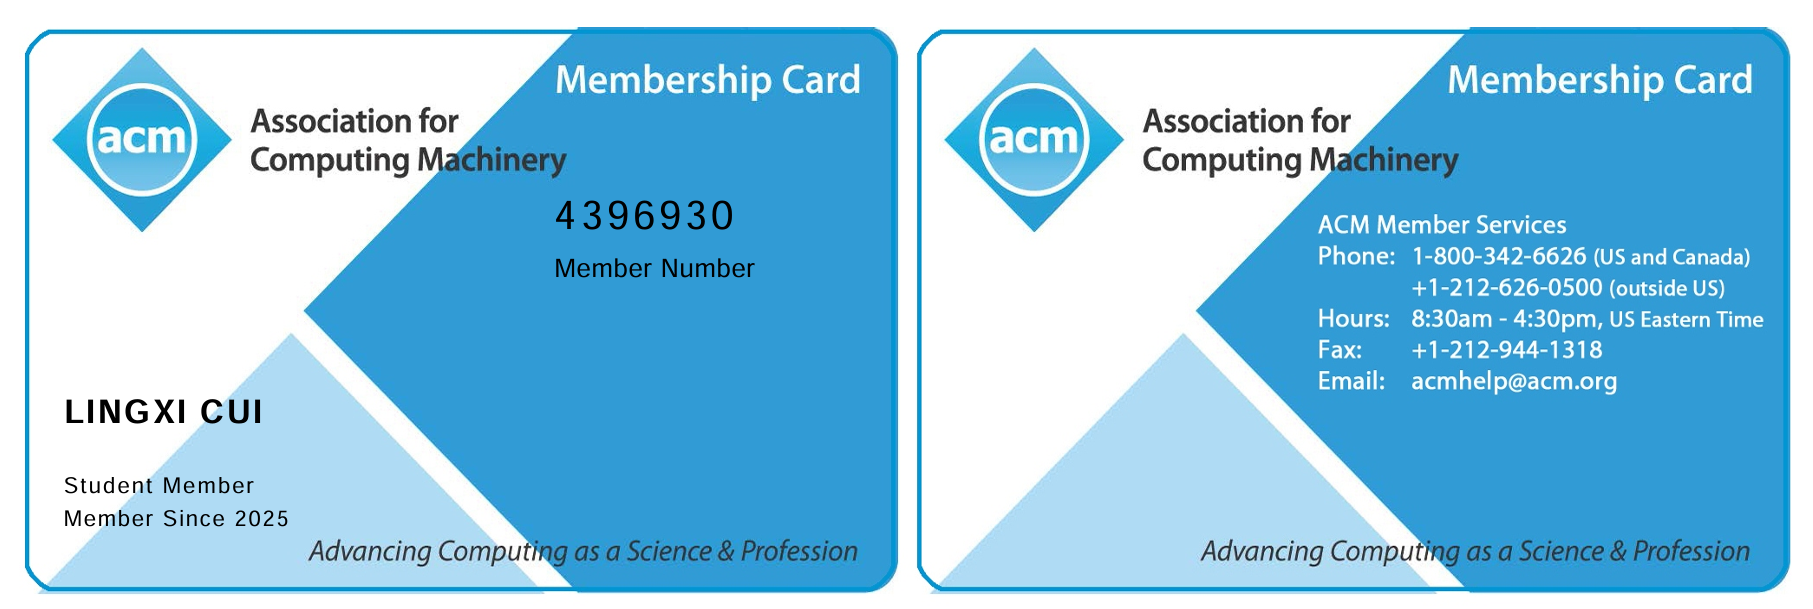 Membership Card
acm
Association for
Computing Machinery
4396930
Member Number
LINGXI CUI
Student Member
Member Since 2025
Advancing Computing as a Science & Profession
Membership Card
acm
Association for
Computing Machinery
ACM Member Services
Phone: 1-800-342-6626 (US and Canada)
+1-212-626-0500 (outside US)
Hours: 8:30am - 4:30pm, US Eastern Time
Fax: +1-212-944-1318
Email: acmhelp@acm.org
Advancing Computing as a Science & Profession